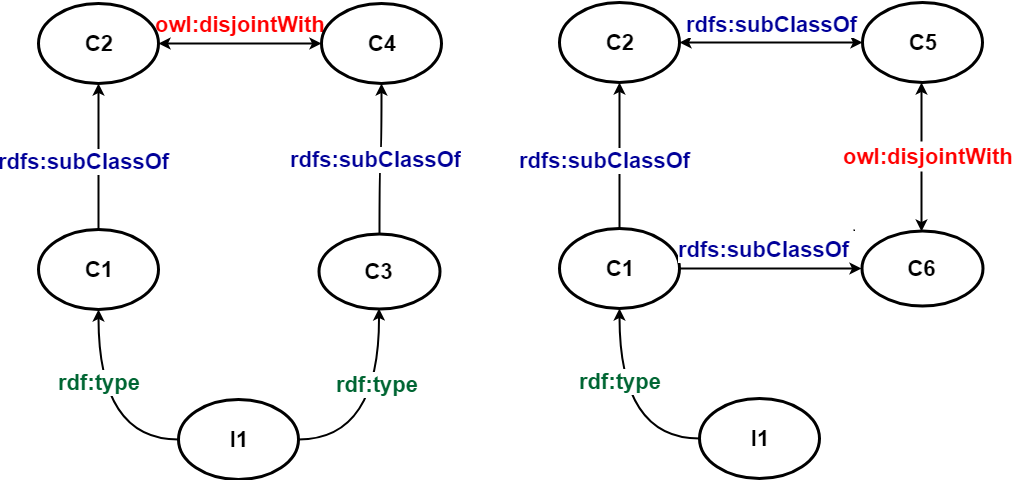 C2
owl:disjointWith
C4
rdfs:subClassOf
rdfs:subClassOf
C1
C3
rdf:type
rdf:type
I1
C2
rdfs:subClassOf
C5
rdfs:subClassOf
owl:disjointWith
C1
rdfs:subClassOf
C6
rdf:type
I1